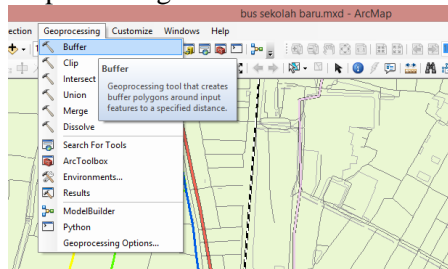 bus sekolah baru.mxd - ArcMap
ection Geoprocessing Customize Windows Help
Buffer
Clip
Intersect
Union
Merge
Dissolve
Buffer
Geoprocessing tool that creates
buffer polygons around input
features to a specified distance.
Search For Tools
ArcToolbox
Environments...
Results
ModelBuilder
Python
Geoprocessing Options...